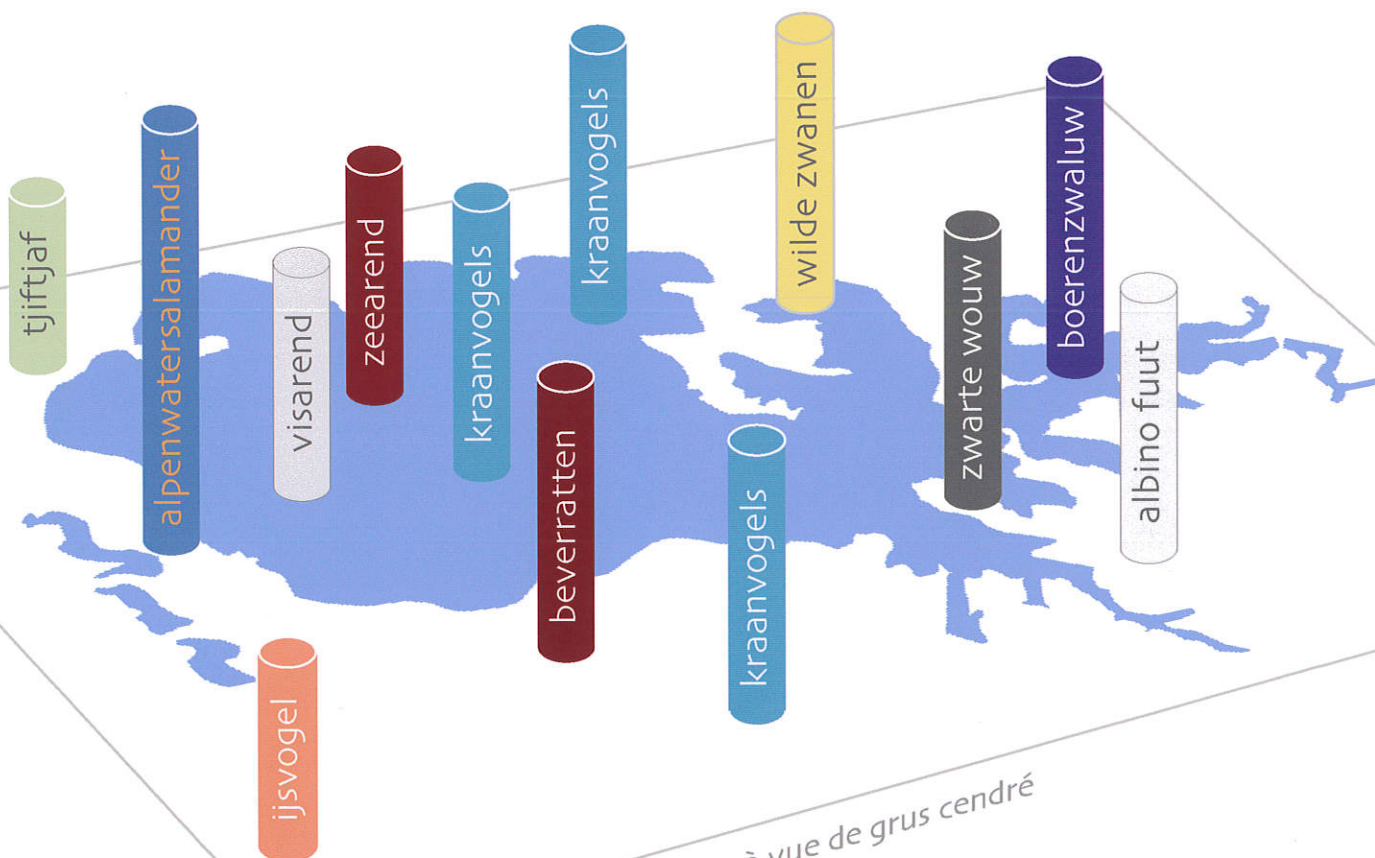 tjiftjaf
alpenwatersalamander
visarend
zeearend
kraanvogels
kraanvogels
wilde zwanen
boerenzwaluw
zwarte wouw
albino fuut
beverratten
kraanvogels
ijsvogel
à vue de grus cendré